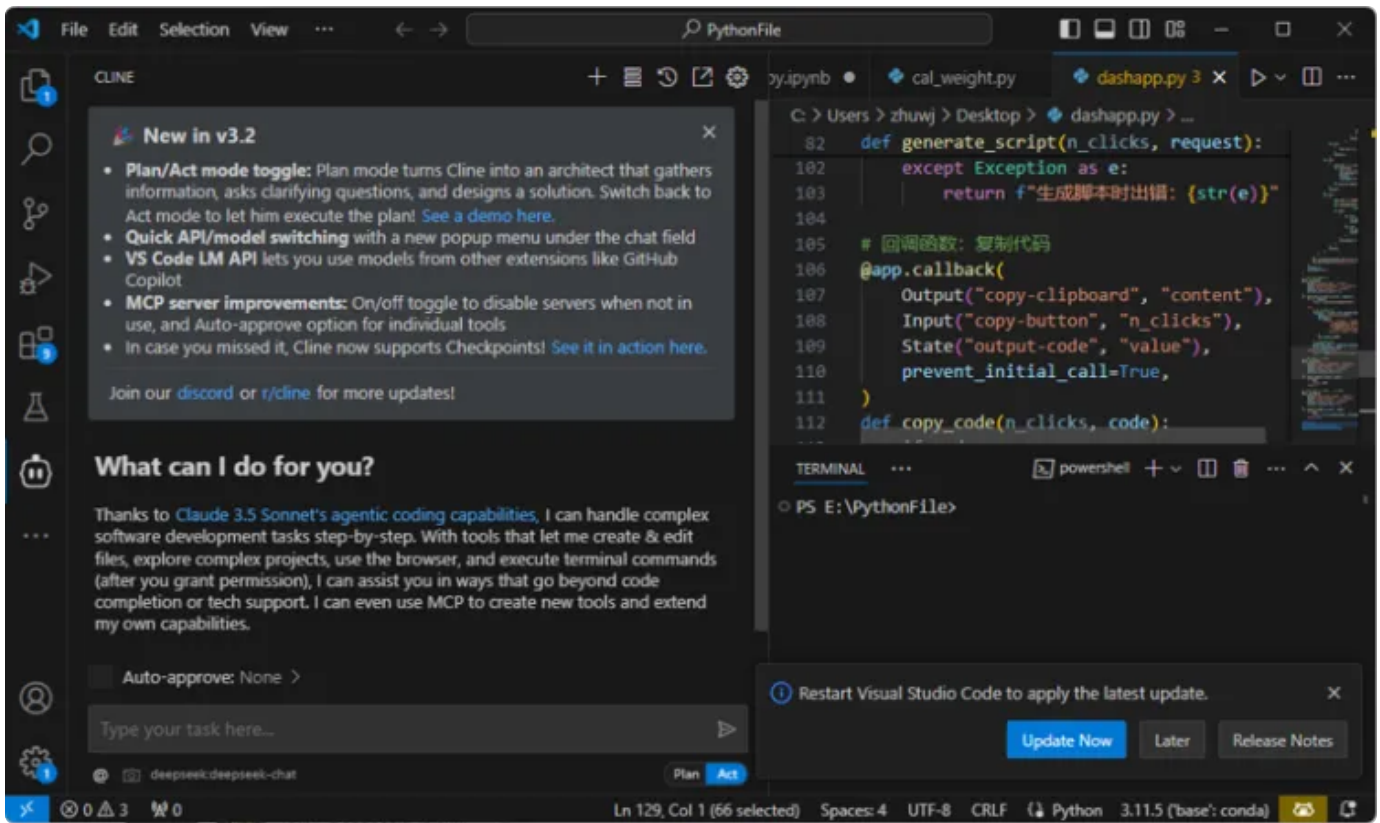 File Edit Selection View ... PythonFile
CLINE
New in v3.2
• Plan/Act mode toggle: Plan mode turns Cline into an architect that gathers
information, asks clarifying questions, and designs a solution. Switch back to
Act mode to let him execute the plan! See a demo here.
• Quick API/model switching with a new popup menu under the chat field
• VS Code LM API lets you use models from other extensions like GitHub
Copilot
• MCP server improvements: On/off toggle to disable servers when not in
use, and Auto-approve option for individual tools
• In case you missed it, Cline now supports Checkpoints! See it in action here.
Join our discord or r/cline for more updates!
What can I do for you?
Thanks to Claude 3.5 Sonnet's agentic coding capabilities, I can handle complex
software development tasks step-by-step. With tools that let me create & edit
files, explore complex projects, use the browser, and execute terminal commands
(after you grant permission), I can assist you in ways that go beyond code
completion or tech support. I can even use MCP to create new tools and extend
my own capabilities.
Auto-approve: None >
Type your task here...
@ deepseek:deepseek-chat Plan Act
py.ipynb cal_weight.py dashapp.py 3
C: > Users > zhuwj > Desktop > dashapp.py > ...
82 def generate_script(n_clicks, request):
102 except Exception as e:
103 return f"生成脚本时出错: {str(e)}"
104
105 # 回调函数: 复制代码
106 @app.callback(
107 Output("copy-clipboard", "content"),
108 Input("copy-button", "n_clicks"),
109 State("output-code", "value"),
110 prevent_initial_call=True,
111 )
112 def copy_code(n_clicks, code):
TERMINAL ... powershell
PS E:\PythonFile>
Restart Visual Studio Code to apply the latest update.
Update Now Later Release Notes
1
9
1
0 3 0 Ln 129, Col 1 (66 selected) Spaces: 4 UTF-8 CRLF Python 3.11.5 ('base': conda)